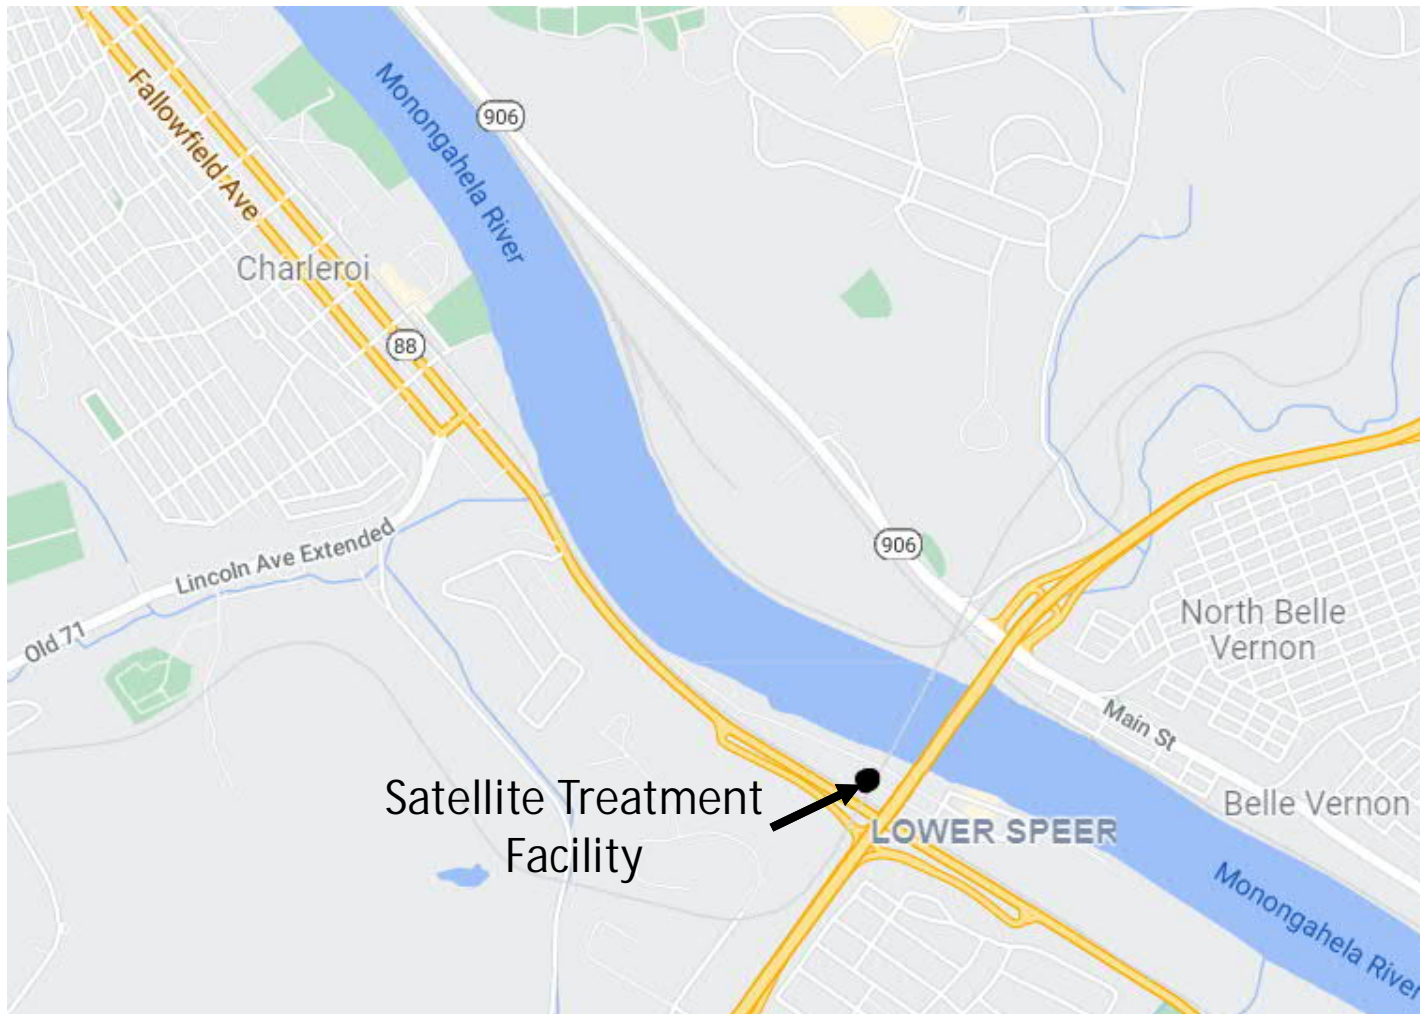 Fallowfield Ave
Monongahela River
906
Charleroi
88
Lincoln Ave Extended
Old 71
906
North Belle
Vernon
Main St
Satellite Treatment
Facility
LOWER SPEER
Belle Vernon
Monongahela River